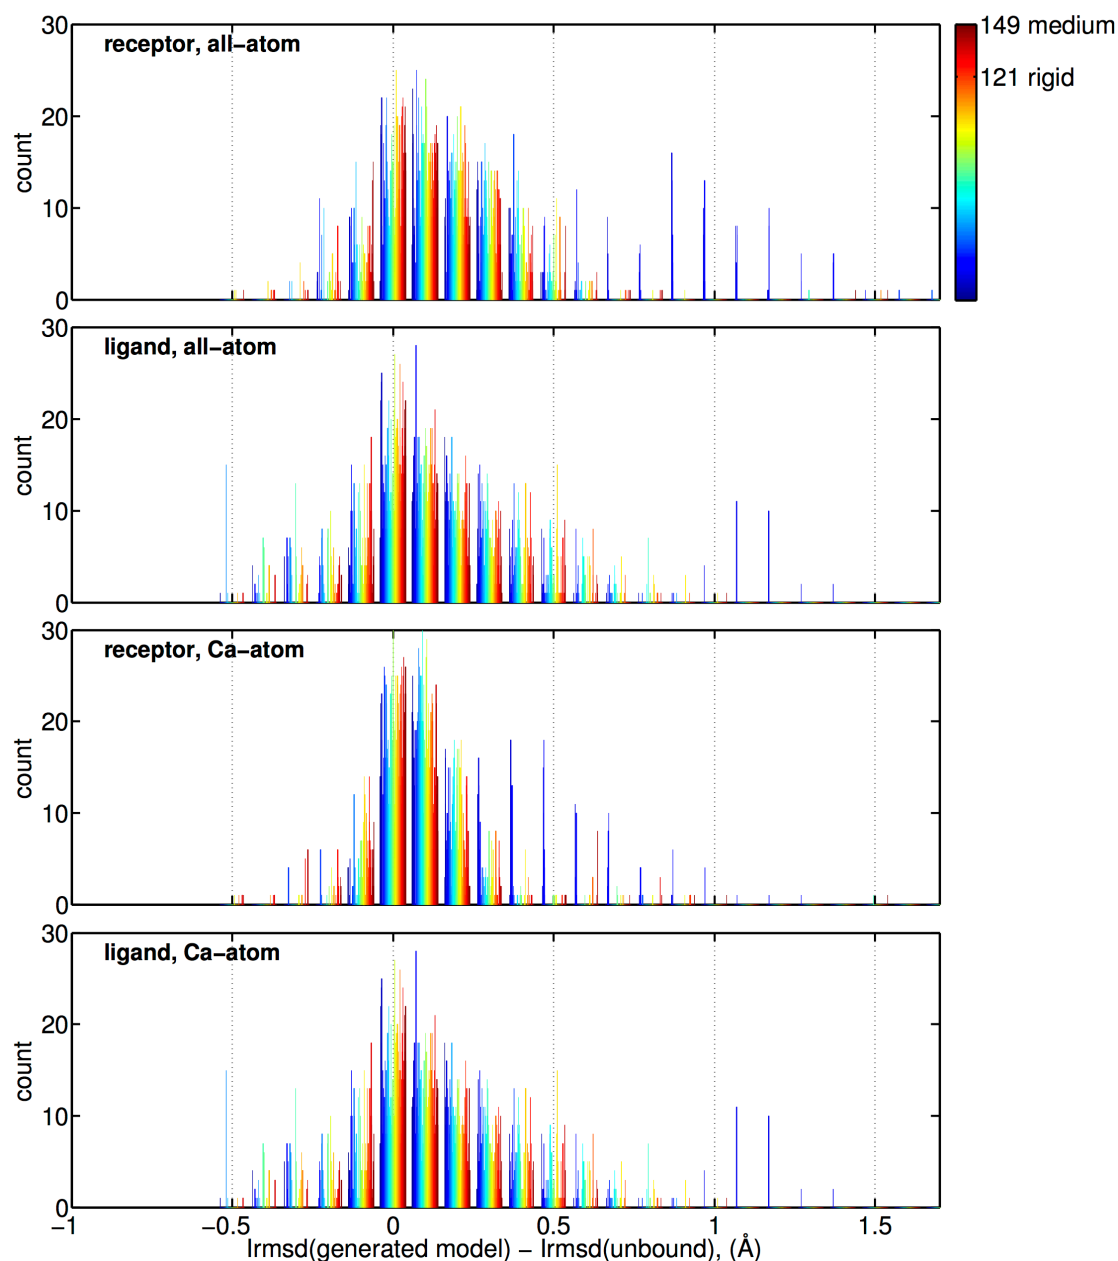 30
receptor, all−atom
149 medium
121 rigid
20
count
10
0
30
ligand, all−atom
20
count
10
0
30
receptor, Ca−atom
20
count
10
0
30
ligand, Ca−atom
20
count
10
0
−1 −0.5 0 0.5 1 1.5
Irmsd(generated model) − Irmsd(unbound), (Å)